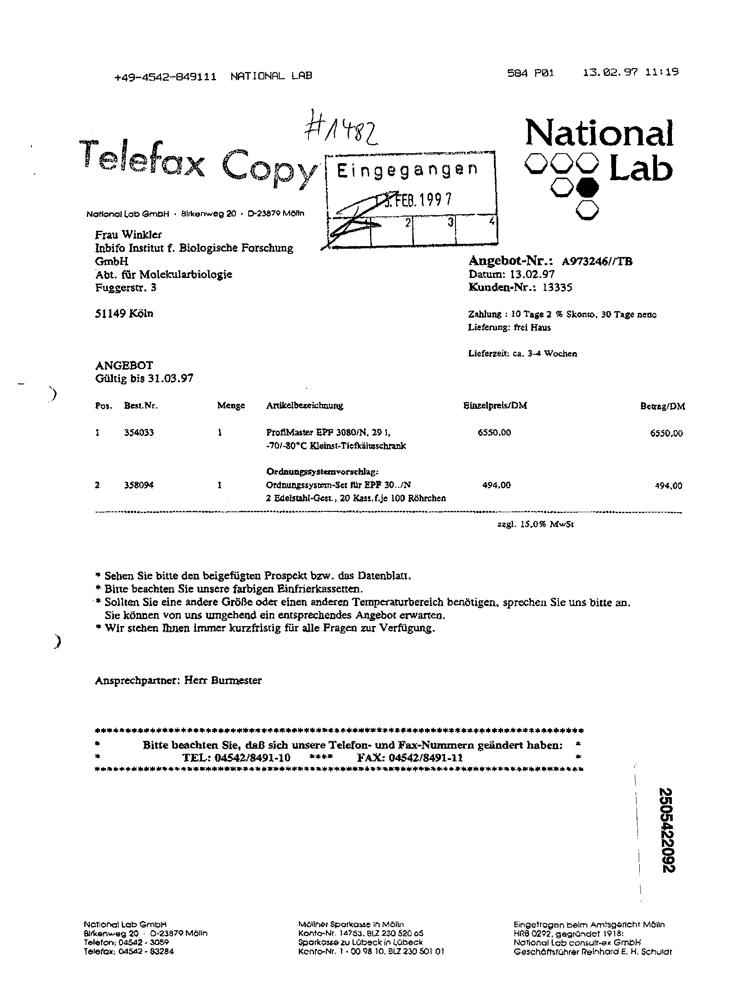 +49-4542-849111 NATIONAL LAB 584 P01 13.02.97 11:19
#1482
Telefax Copy
National
Lab
Eingegangen
FEB. 1997
2 3 4
National Lab GmbH · Birkenweg 20 · D-23879 Mölln
Frau Winkler
Inbifo Institut f. Biologische Forschung
GmbH
Abt. für Molekularbiologie
Fuggerstr. 3
51149 Köln
Angebot-Nr.: A973246//TB
Datum: 13.02.97
Kunden-Nr.: 13335
Zahlung : 10 Tage 2 % Skonto, 30 Tage netto
Lieferung: frei Haus
Lieferzeit: ca. 3-4 Wochen
ANGEBOT
Gültig bis 31.03.97
Pos. Best.Nr. Menge Artikelbezeichnung Einzelpreis/DM Betrag/DM
1 354033 1 ProfiMaster EPF 3080/N, 29 l, 6550,00 6550,00
-70/-80°C Kleinst-Tiefkälteschrank
Ordnungssystemvorschlag:
2 358094 1 Ordnungssystem-Set für EPF 30../N 494,00 494,00
2 Edelstahl-Gest., 20 Kass.f.je 100 Röhrchen
zzgl. 15,0% MwSt
* Sehen Sie bitte den beigefügten Prospekt bzw. das Datenblatt.
* Bitte beachten Sie unsere farbigen Einfrierkassetten.
* Sollten Sie eine andere Größe oder einen anderen Temperaturbereich benötigen, sprechen Sie uns bitte an.
Sie können von uns umgehend ein entsprechendes Angebot erwarten.
* Wir stehen Ihnen immer kurzfristig für alle Fragen zur Verfügung.
Ansprechpartner: Herr Burmester
* Bitte beachten Sie, daß sich unsere Telefon- und Fax-Nummern geändert haben: *
* TEL: 04542/8491-10 **** FAX: 04542/8491-11 *
2505422092
National Lab GmbH
Birkenweg 20 · D-23879 Mölln
Telefon: 04542 - 3059
Telefax: 04542 - 83284
Möllner Sparkasse in Mölln
Konto-Nr. 14753, BLZ 230 520 65
Sparkasse zu Lübeck in Lübeck
Konto-Nr. 1 - 00 98 10, BLZ 230 501 01
Eingetragen beim Amtsgericht Mölln
HRB 0292, gegründet 1918:
National Lab consult-ex GmbH
Geschäftsführer Reinhard E. H. Schuldt